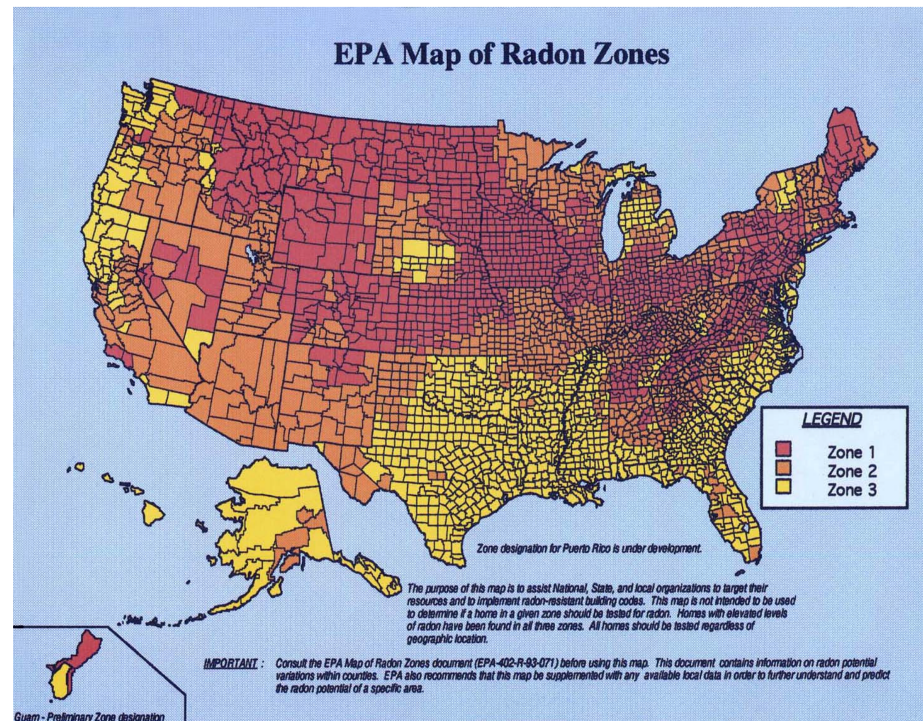 EPA Map of Radon Zones
LEGEND
Zone 1
Zone 2
Zone 3
Zone designation for Puerto Rico is under development.
The purpose of this map is to assist National, State, and local organizations to target their
resources and to implement radon-resistant building codes. This map is not intended to be used
to determine if a home in a given zone should be tested for radon. Homes with elevated levels
of radon have been found in all three zones. All homes should be tested regardless of
geographic location.
IMPORTANT : Consult the EPA Map of Radon Zones document (EPA-402-R-93-071) before using this map. This document contains information on radon potential
variations within counties. EPA also recommends that this map be supplemented with any available local data in order to further understand and predict
the radon potential of a specific area.
Guam - Preliminary Zone designation